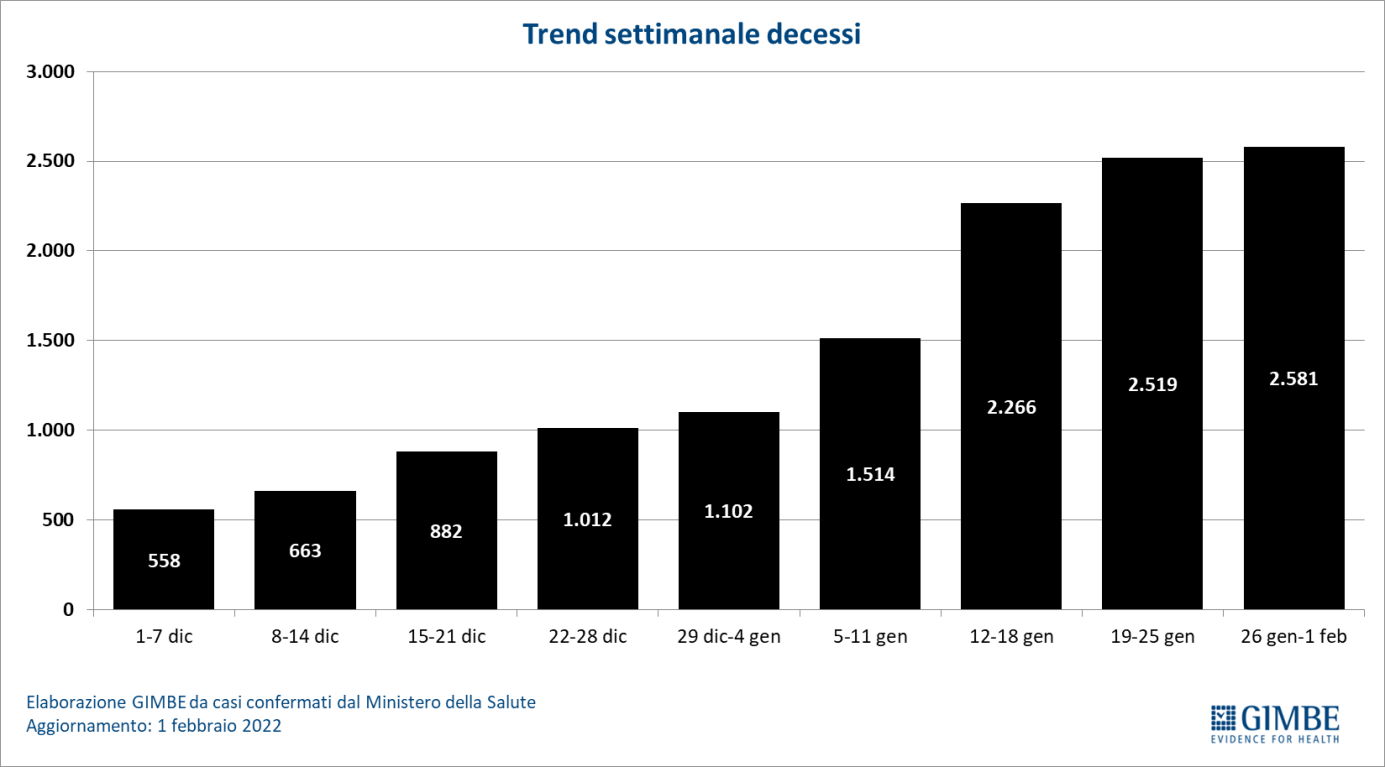 Trend settimanale decessi
3.000
2.500
2.000
1.500
1.000
500
0
558
663
882
1.012
1.102
1.514
2.266
2.519
2.581
1-7 dic
8-14 dic
15-21 dic
22-28 dic
29 dic-4 gen
5-11 gen
12-18 gen
19-25 gen
26 gen-1 feb
Elaborazione GIMBE da casi confermati dal Ministero della Salute
Aggiornamento: 1 febbraio 2022
GIMBE
EVIDENCE FOR HEALTH